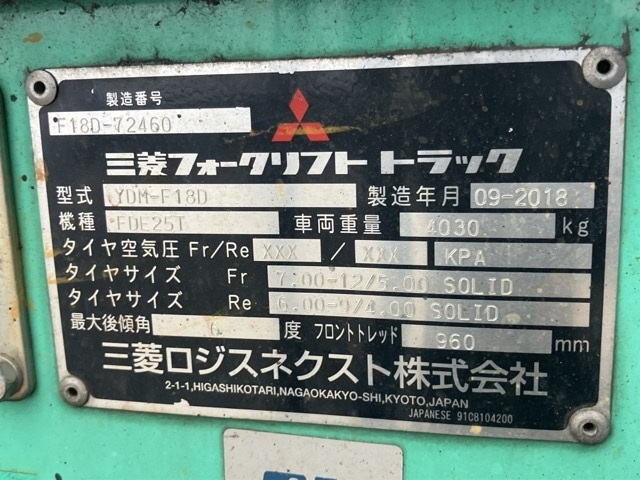 製造番号
F18D-72460
三菱フォークリフトトラック
型式 YDM-F18D 製造年月 09-2018
機種 FDE25T 車両重量 4030 kg
タイヤ空気圧 Fr/Re XXX / XXX KPA
タイヤサイズ Fr 7.00-12/5.00 SOLID
タイヤサイズ Re 6.00-9/4.00 SOLID
最大後傾角 6 度 フロントトレッド 960 mm
三菱ロジスネクスト株式会社
2-1-1,HIGASHIKOTARI,NAGAOKAKYO-SHI,KYOTO,JAPAN
JAPANESE 91C8104200